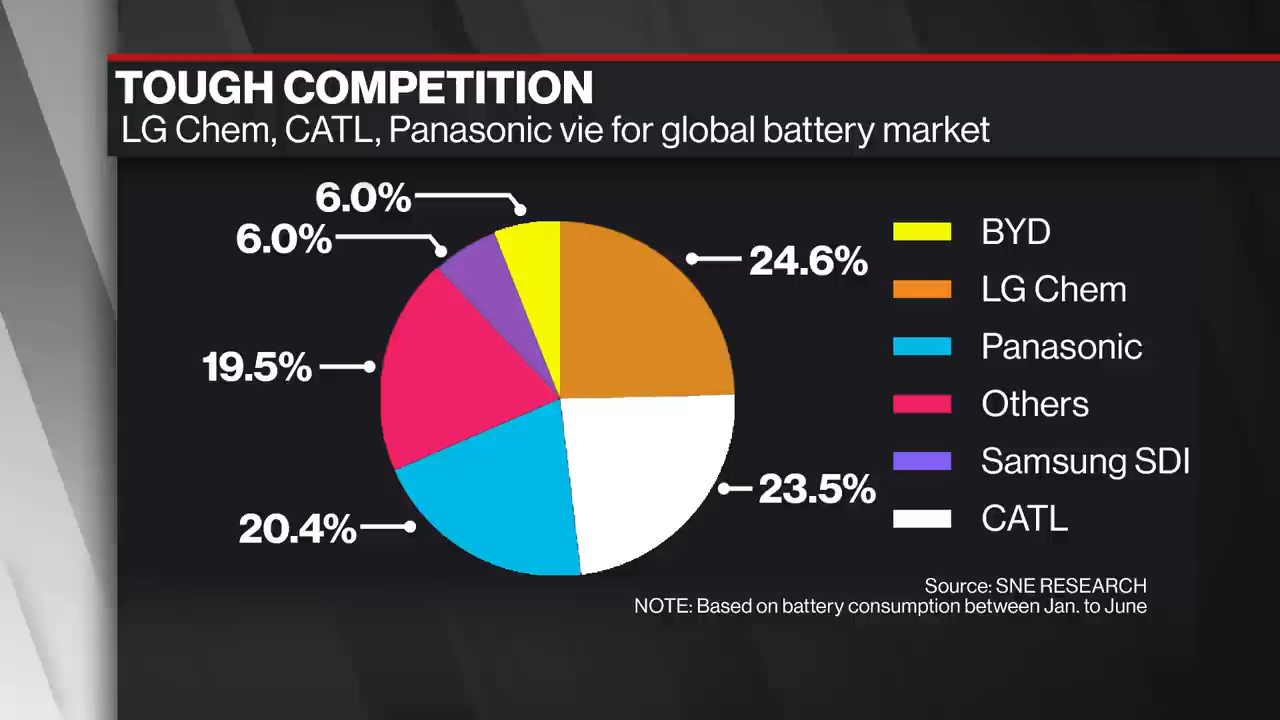 TOUGH COMPETITION
LG Chem, CATL, Panasonic vie for global battery market
6.0%
6.0%
24.6%
19.5%
23.5%
20.4%
BYD
LG Chem
Panasonic
Others
Samsung SDI
CATL
Source: SNE RESEARCH
NOTE: Based on battery consumption between Jan. to June